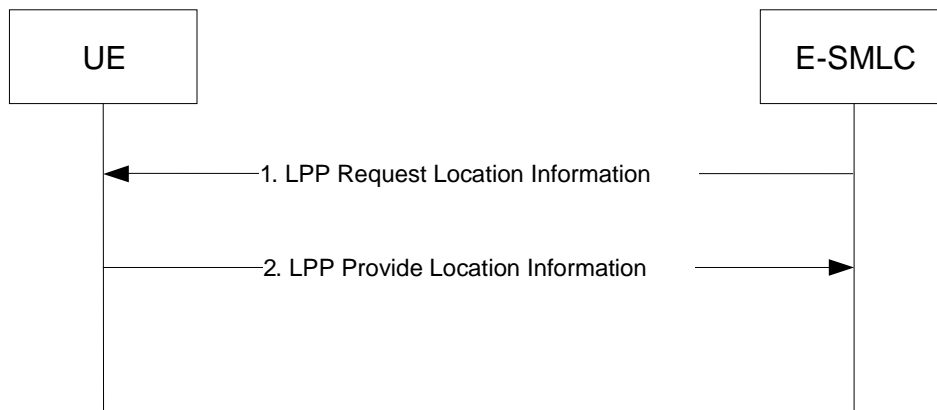 UE
E-SMLC
1. LPP Request Location Information
2. LPP Provide Location Information